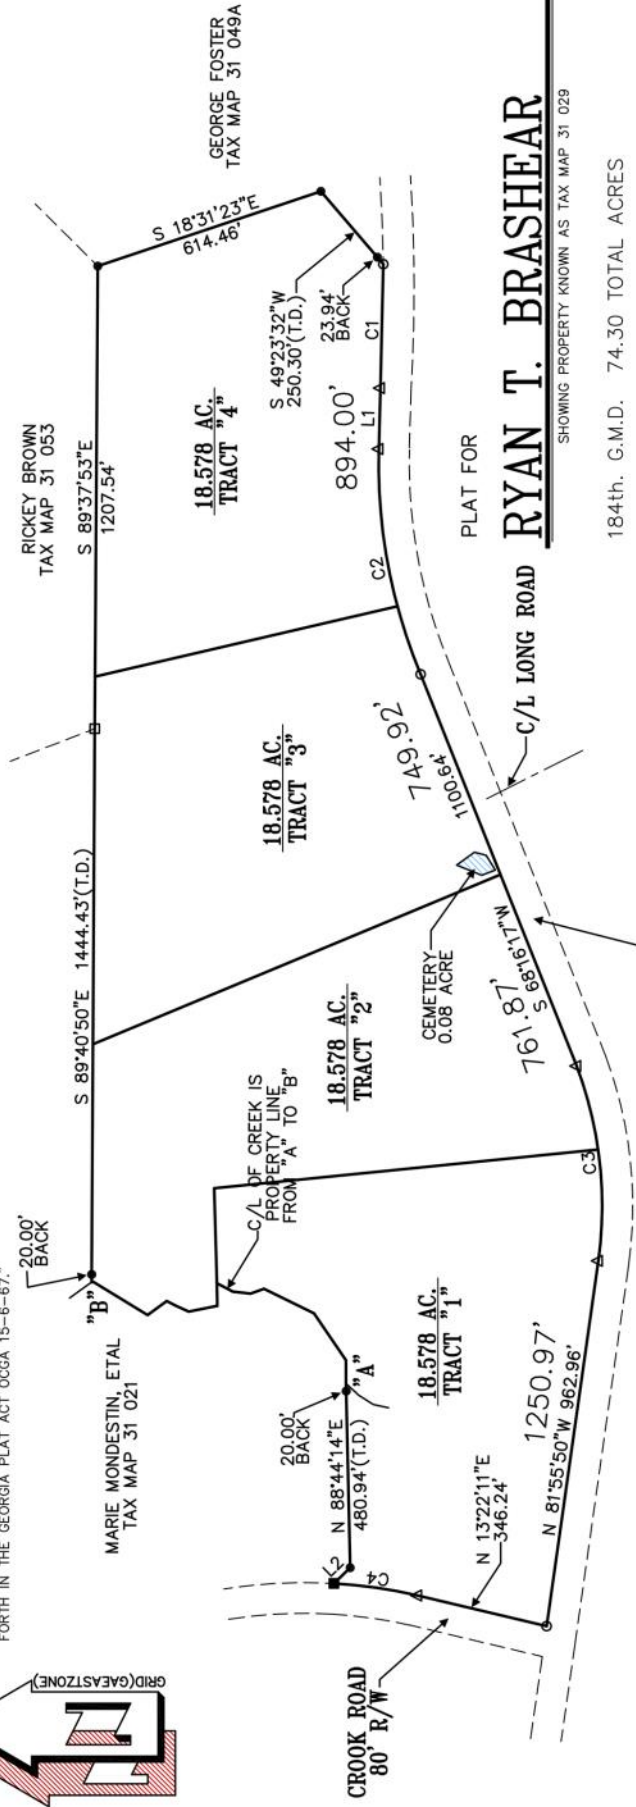 FORTH IN THE GEORGIA PLAT ACT OCGA 15-6-67."
GRID(GAEASTZONE)
20.00'
BACK
"B"
MARIE MONDESTIN, ETAL
TAX MAP 31 021
S 89°40'50"E 1444.43'(T.D.)
RICKEY BROWN
TAX MAP 31 053
S 89°37'53"E
1207.54'
S 18°31'23"E
614.46'
GEORGE FOSTER
TAX MAP 31 049A
S 49°23'32"W
250.30'(T.D.)
23.94'
BACK
C1
L1
894.00'
C2
18.578 AC.
TRACT "4"
18.578 AC.
TRACT "3"
749.92'
1100.64'
CEMETERY
0.08 ACRE
18.578 AC.
TRACT "2"
761.87'
S 68°16'17"W
C/L OF CREEK IS
PROPERTY LINE
FROM "A" TO "B"
C3
18.578 AC.
TRACT "1"
1250.97'
N 81°55'50"W 962.96'
20.00'
BACK
"A"
N 88°44'14"E
480.94'(T.D.)
L2
C4
N 13°22'11"E
346.24'
CROOK ROAD
80' R/W
C/L LONG ROAD
PLAT FOR
RYAN T. BRASHEAR
SHOWING PROPERTY KNOWN AS TAX MAP 31 029
184th. G.M.D. 74.30 TOTAL ACRES